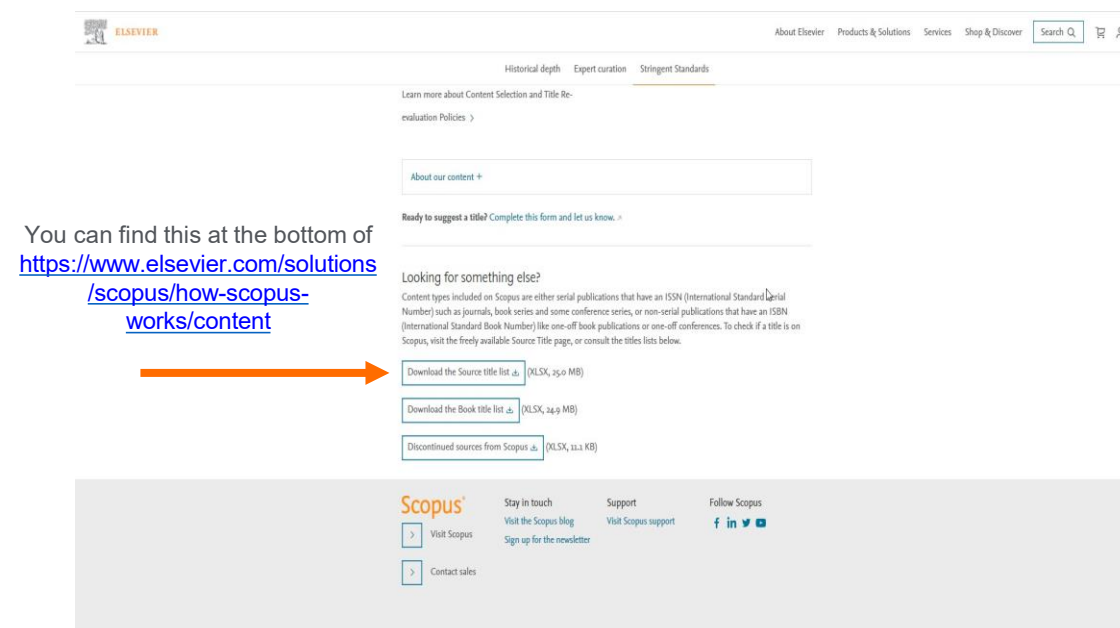 ELSEVIER
About Elsevier Products & Solutions Services Shop & Discover Search
Historical depth Expert curation Stringent Standards
Learn more about Content Selection and Title Re-
evaluation Policies >
About our content +
Ready to suggest a title? Complete this form and let us know. ↗
You can find this at the bottom of
https://www.elsevier.com/solutions
/scopus/how-scopus-
works/content
Looking for something else?
Content types included on Scopus are either serial publications that have an ISSN (International Standard Serial
Number) such as journals, book series and some conference series, or non-serial publications that have an ISBN
(International Standard Book Number) like one-off book publications or one-off conferences. To check if a title is on
Scopus, visit the freely available Source Title page, or consult the titles lists below.
Download the Source title list (XLSX, 25.0 MB)
Download the Book title list (XLSX, 24.9 MB)
Discontinued sources from Scopus (XLSX, 11.1 KB)
Scopus®
Stay in touch Support Follow Scopus
Visit the Scopus blog Visit Scopus support
> Visit Scopus
Sign up for the newsletter
> Contact sales